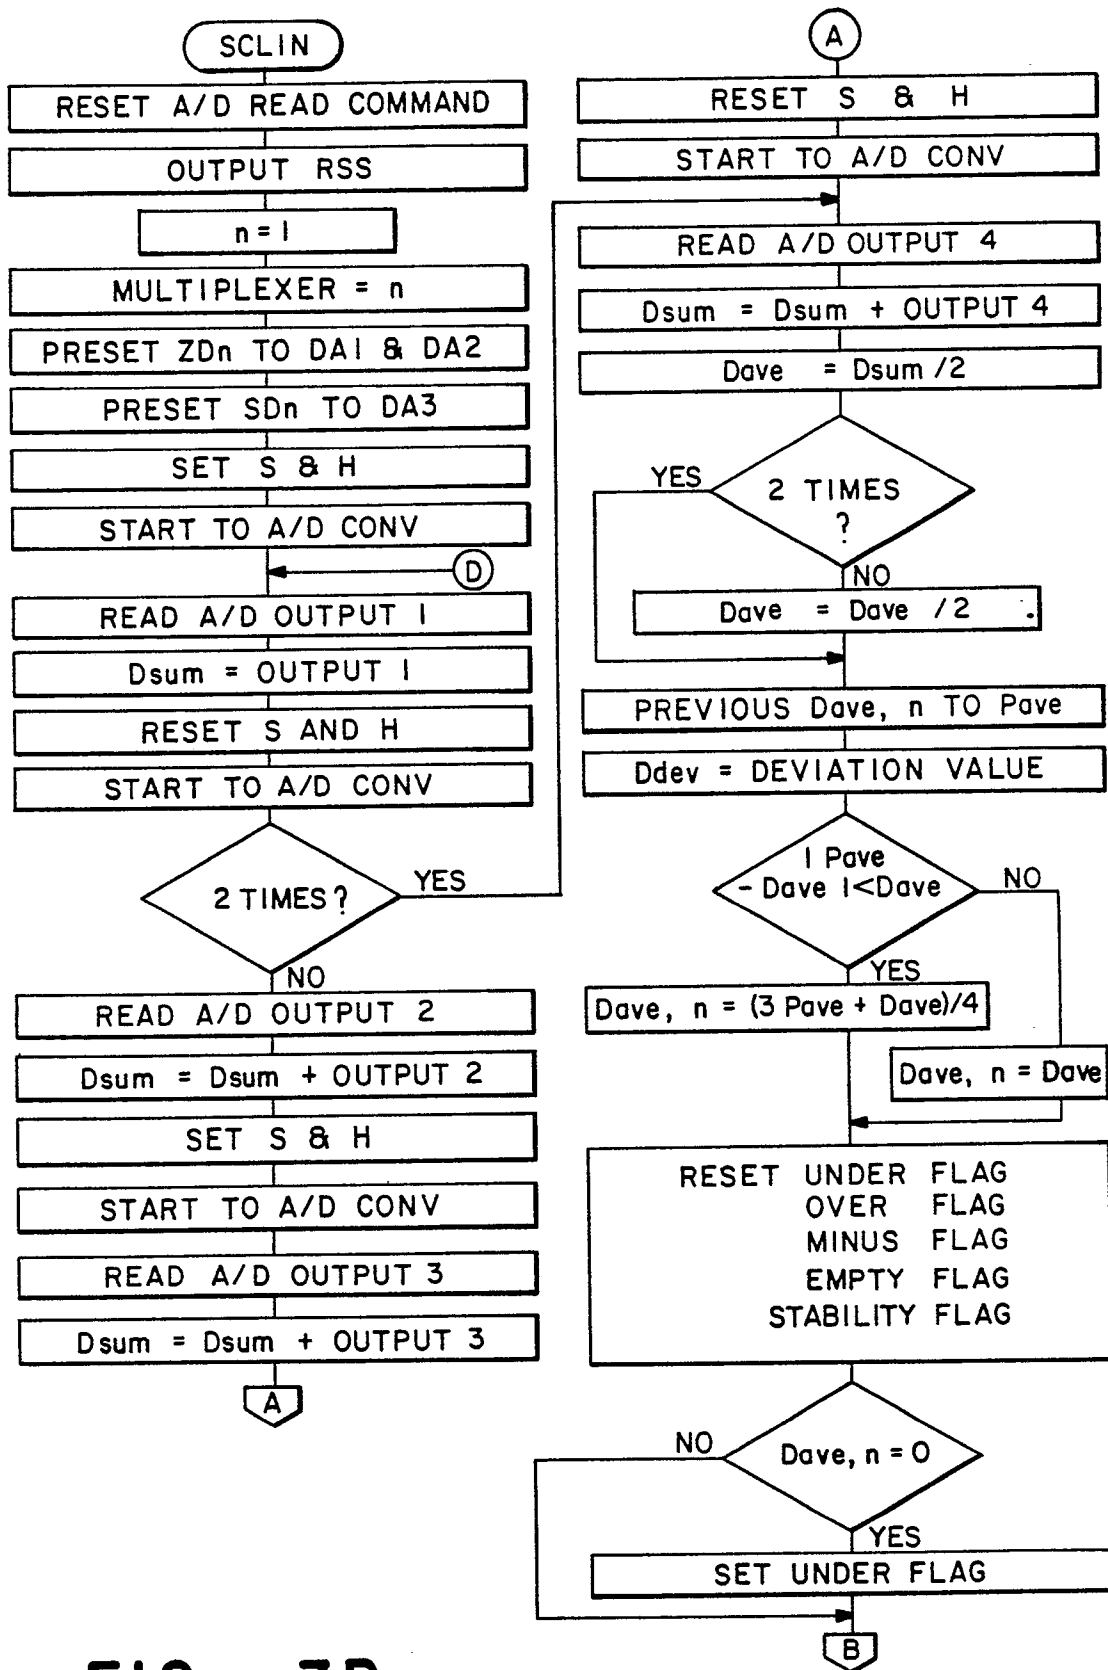 SCLIN
RESET A/D READ COMMAND
OUTPUT RSS
n = 1
MULTIPLEXER = n
PRESET ZDn TO DA1 & DA2
PRESET SDn TO DA3
SET S & H
START TO A/D CONV
D
READ A/D OUTPUT 1
Dsum = OUTPUT 1
RESET S AND H
START TO A/D CONV
2 TIMES?
YES
NO
READ A/D OUTPUT 2
Dsum = Dsum + OUTPUT 2
SET S & H
START TO A/D CONV
READ A/D OUTPUT 3
Dsum = Dsum + OUTPUT 3
A
A
RESET S & H
START TO A/D CONV
READ A/D OUTPUT 4
Dsum = Dsum + OUTPUT 4
Dave = Dsum /2
YES
2 TIMES
?
NO
Dave = Dave /2
PREVIOUS Dave, n TO Pave
Ddev = DEVIATION VALUE
| Pave
- Dave |<Dave
NO
YES
Dave, n = (3 Pave + Dave)/4
Dave, n = Dave
RESET UNDER FLAG
OVER FLAG
MINUS FLAG
EMPTY FLAG
STABILITY FLAG
NO
Dave, n = 0
YES
SET UNDER FLAG
B